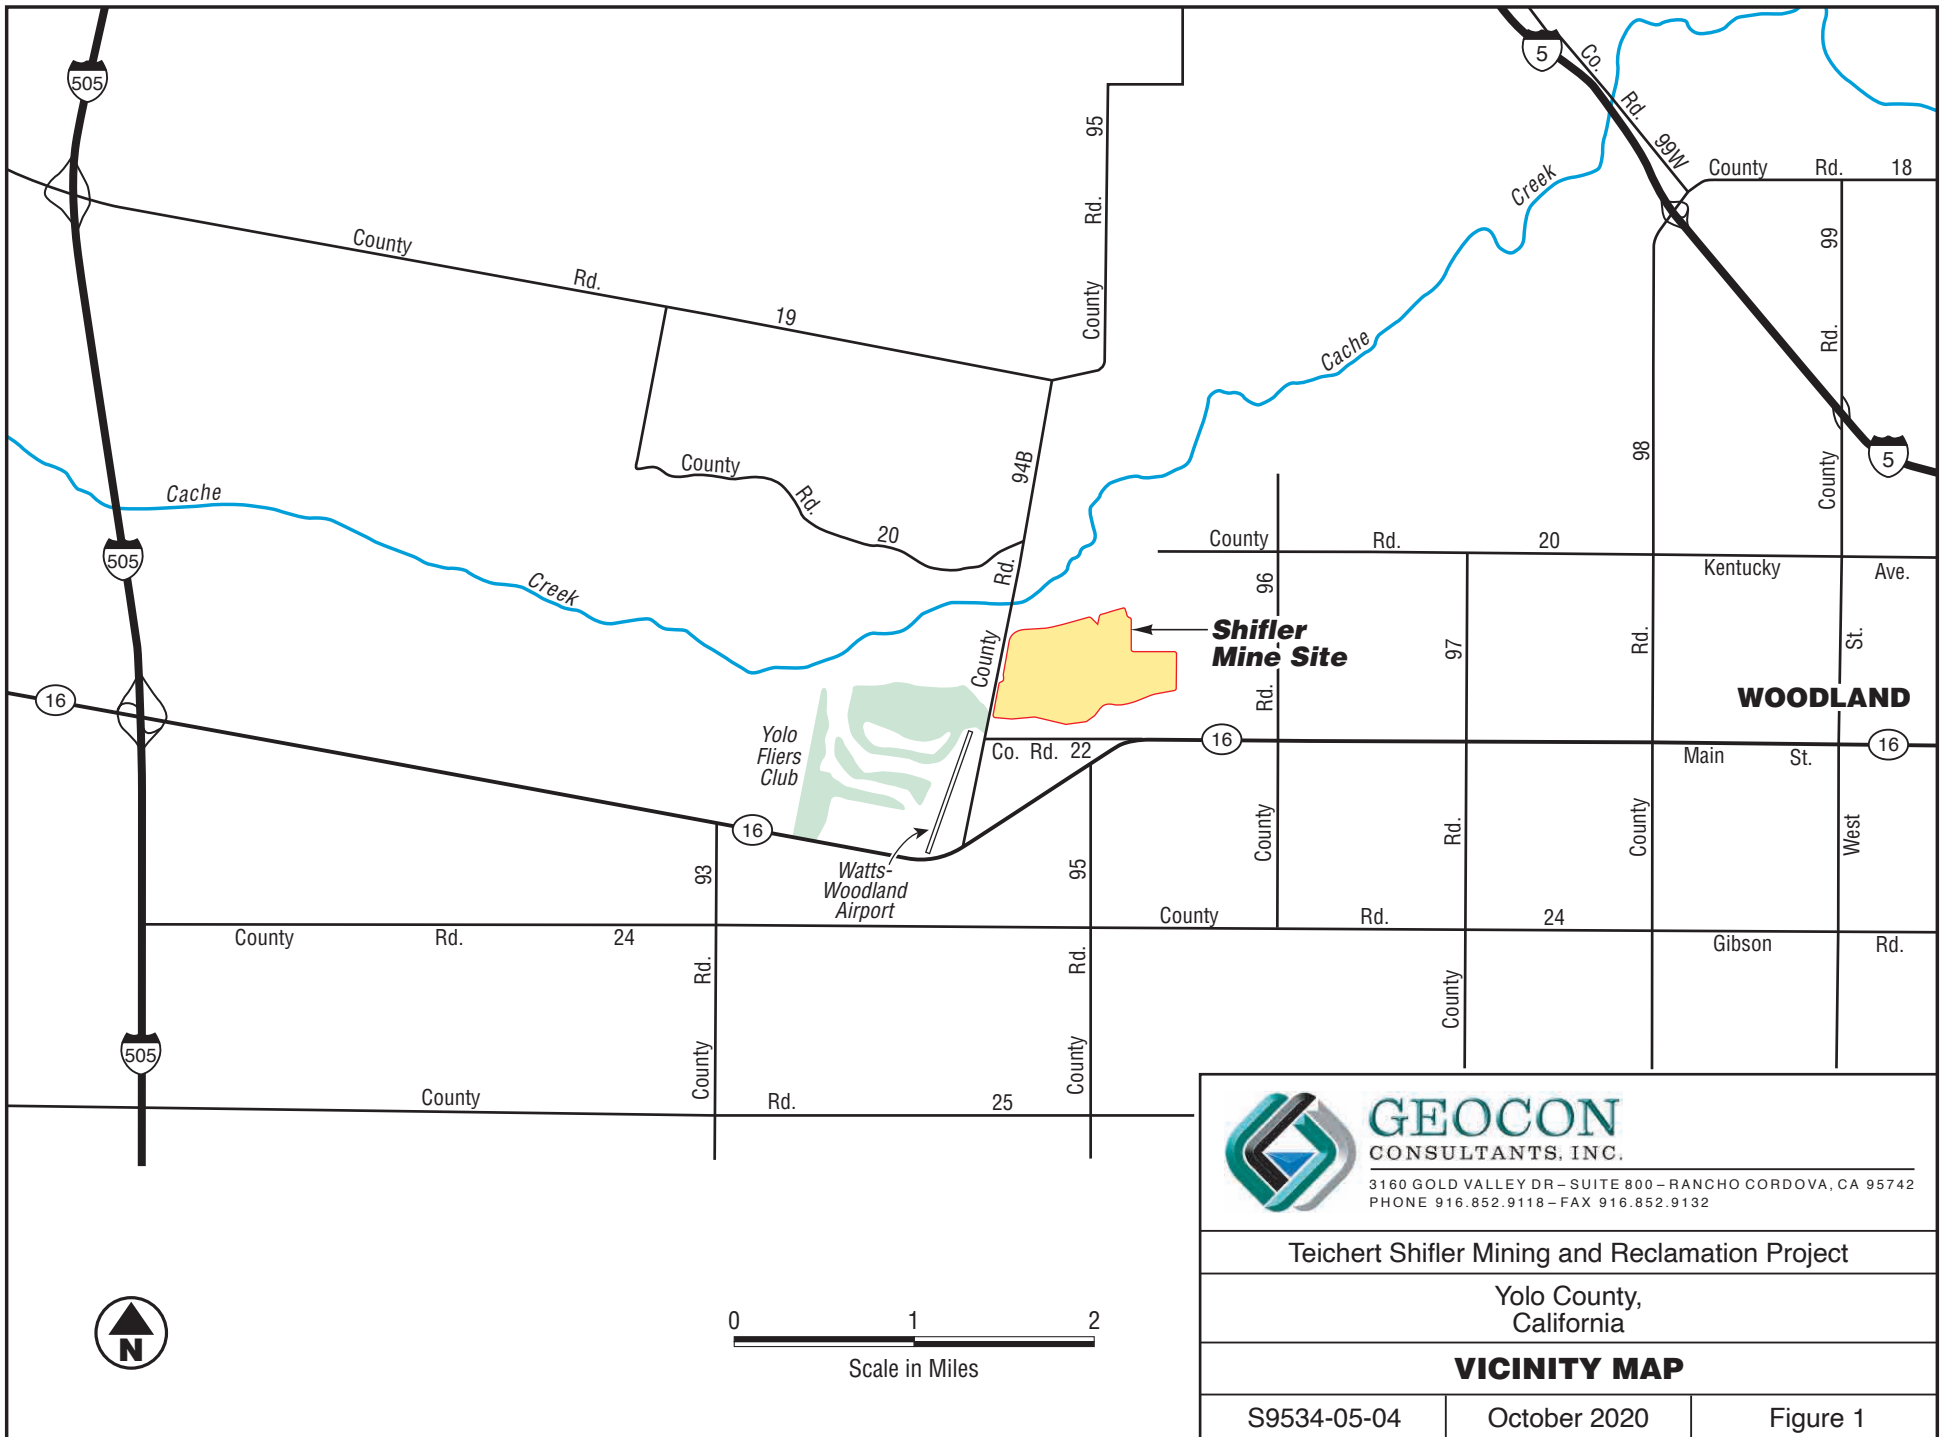 505
5
Co. Rd. 99W
County Rd. 18
County Rd. 95
Creek
County Rd. 19
County Rd. 99
Cache
County Rd. 98
5
County Rd. 20
94B
County Rd.
Cache
505
Creek
County Rd. 20
Kentucky Ave.
County Rd. 96
County Rd. 97
West St.
Shifler
Mine Site
WOODLAND
16
Yolo
Fliers
Club
Co. Rd. 22
16
Main St.
16
16
Watts-
Woodland
Airport
County Rd. 93
County Rd. 95
County Rd. 24
County Rd. 24
Gibson Rd.
505
County Rd. 25
GEOCON
CONSULTANTS, INC.
3160 GOLD VALLEY DR – SUITE 800 – RANCHO CORDOVA, CA 95742
PHONE 916.852.9118 – FAX 916.852.9132
Teichert Shifler Mining and Reclamation Project
Yolo County,
California
VICINITY MAP
S9534-05-04
October 2020
Figure 1
N
0 1 2
Scale in Miles